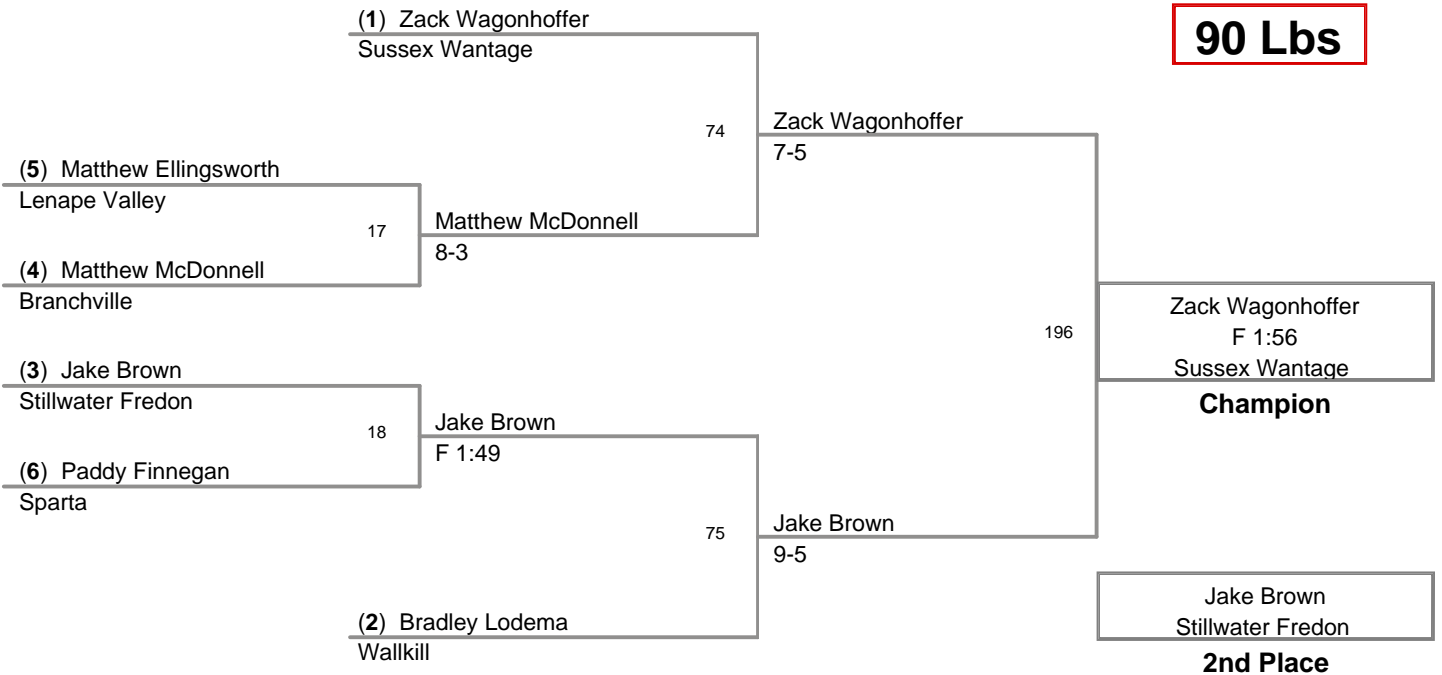 (1) Zack Wagonhoffer
Sussex Wantage
90 Lbs
74
Zack Wagonhoffer
7-5
(5) Matthew Ellingsworth
Lenape Valley
17
Matthew McDonnell
8-3
(4) Matthew McDonnell
Branchville
196
Zack Wagonhoffer
F 1:56
Sussex Wantage
Champion
(3) Jake Brown
Stillwater Fredon
18
Jake Brown
F 1:49
(6) Paddy Finnegan
Sparta
75
Jake Brown
9-5
(2) Bradley Lodema
Wallkill
Jake Brown
Stillwater Fredon
2nd Place